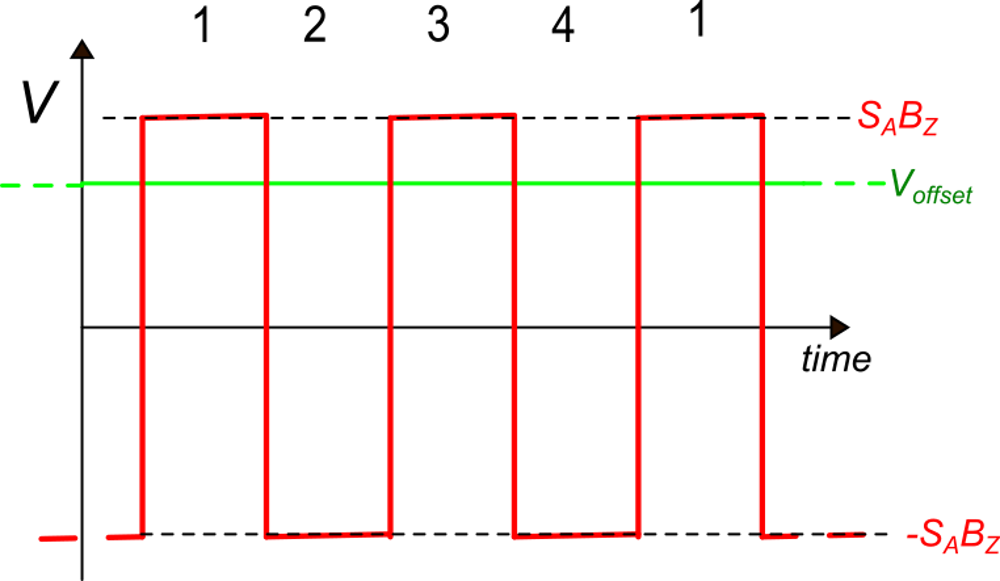 1 2 3 4 1
V
S_A B_Z
V_offset
time
-S_A B_Z